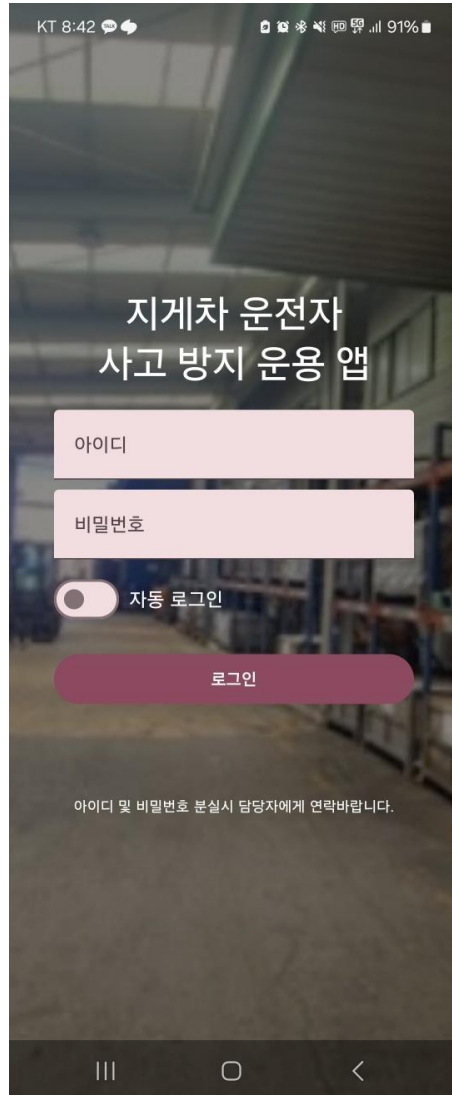 KT 8:42
91%
지게차 운전자
사고 방지 운용 앱
아이디
비밀번호
자동 로그인
로그인
아이디 및 비밀번호 분실시 담당자에게 연락바랍니다.